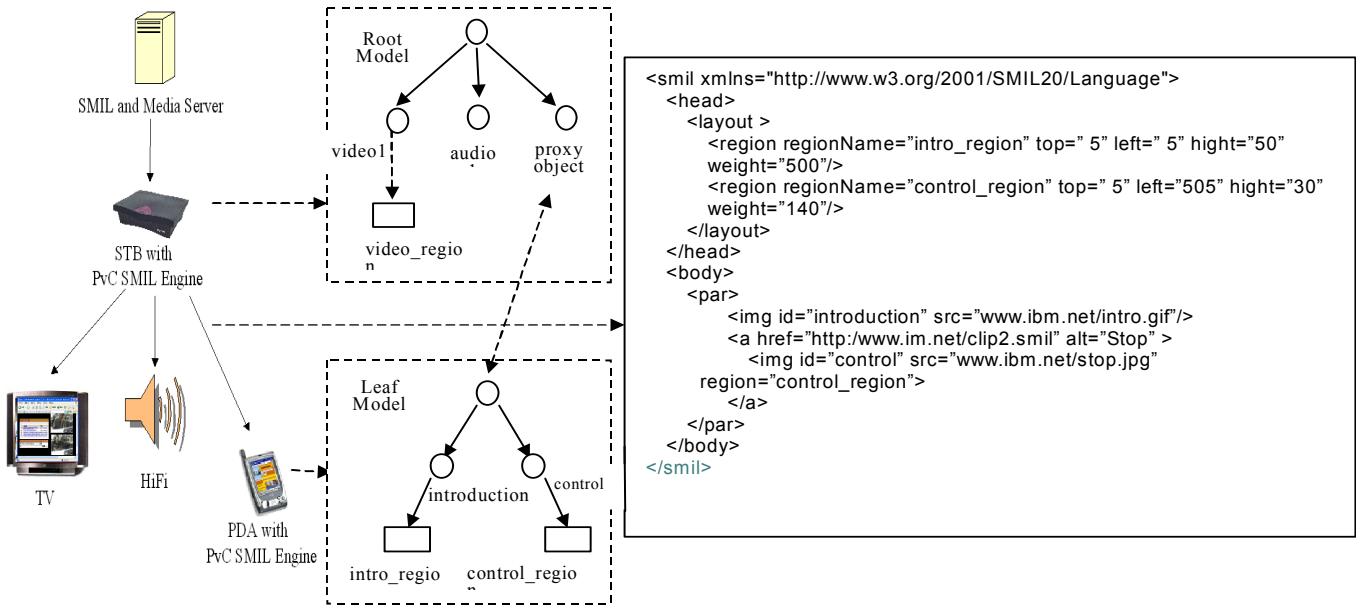 SMIL and Media Server
STB with
PvC SMIL Engine
TV
HiFi
PDA with
PvC SMIL Engine
Root
Model
video1
audio
proxy
object
video_regio
n
Leaf
Model
introduction
control
intro_regio
control_regio
<smil xmlns="http://www.w3.org/2001/SMIL20/Language">
<head>
<layout >
<region regionName=”intro_region” top=” 5” left=” 5” hight=”50”
weight=”500”/>
<region regionName=”control_region” top=” 5” left=”505” hight=”30”
weight=”140”/>
</layout>
</head>
<body>
<par>
<img id=”introduction” src=”www.ibm.net/intro.gif”/>
<a href=”http:/www.im.net/clip2.smil” alt=”Stop” >
<img id=”control” src=”www.ibm.net/stop.jpg”
region=”control_region”>
</a>
</par>
</body>
</smil>